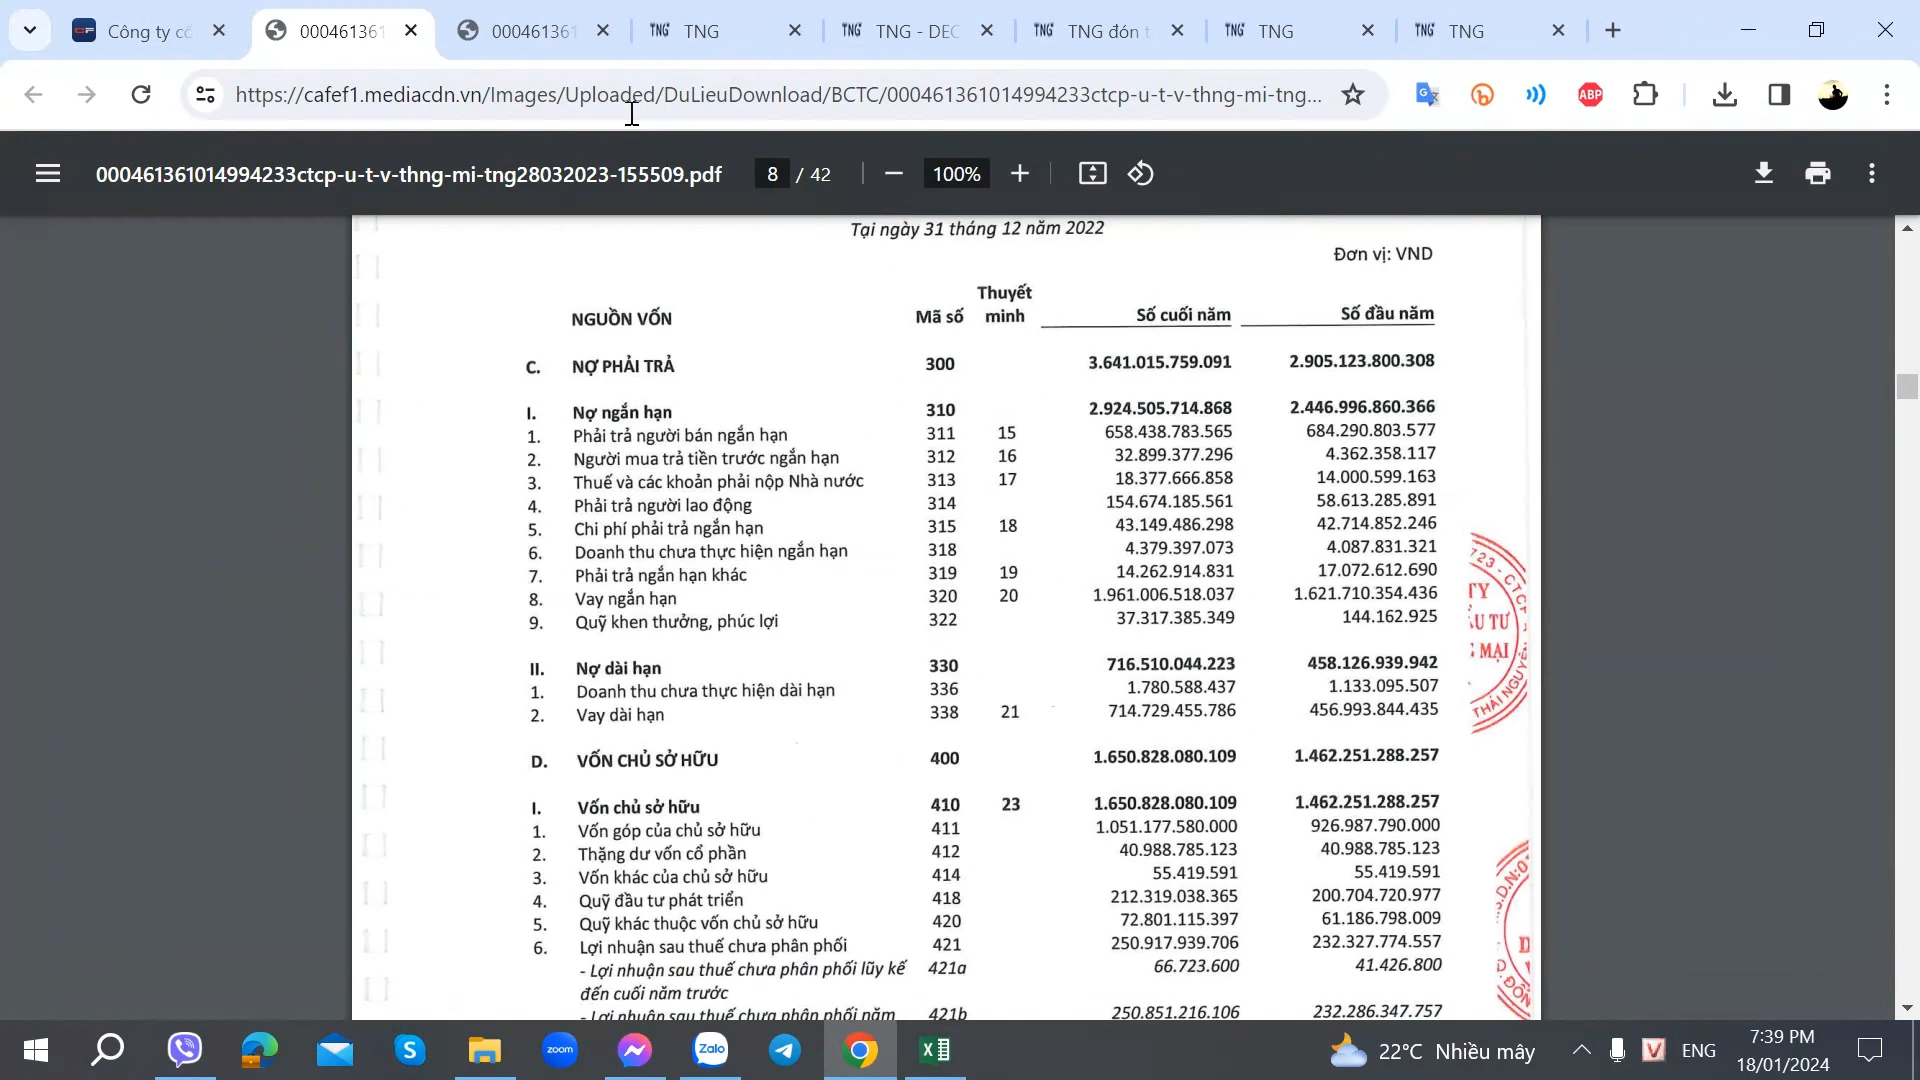 Công ty cổ
000461361
000461361
TNG TNG
TNG TNG - DEC
TNG TNG đón t
TNG TNG
TNG TNG
https://cafef1.mediacdn.vn/Images/Uploaded/DuLieuDownload/BCTC/000461361014994233ctcp-u-t-v-thng-mi-tng...
ABP
000461361014994233ctcp-u-t-v-thng-mi-tng28032023-155509.pdf 8 / 42 100%
Tại ngày 31 tháng 12 năm 2022
Đơn vị: VND
NGUỒN VỐN Mã số Thuyết minh Số cuối năm Số đầu năm
C. NỢ PHẢI TRẢ 300 3.641.015.759.091 2.905.123.800.308
I. Nợ ngắn hạn 310 2.924.505.714.868 2.446.996.860.366
1. Phải trả người bán ngắn hạn 311 15 658.438.783.565 684.290.803.577
2. Người mua trả tiền trước ngắn hạn 312 16 32.899.377.296 4.362.358.117
3. Thuế và các khoản phải nộp Nhà nước 313 17 18.377.666.858 14.000.599.163
4. Phải trả người lao động 314 154.674.185.561 58.613.285.891
5. Chi phí phải trả ngắn hạn 315 18 43.149.486.298 42.714.852.246
6. Doanh thu chưa thực hiện ngắn hạn 318 4.379.397.073 4.087.831.321
7. Phải trả ngắn hạn khác 319 19 14.262.914.831 17.072.612.690
8. Vay ngắn hạn 320 20 1.961.006.518.037 1.621.710.354.436
9. Quỹ khen thưởng, phúc lợi 322 37.317.385.349 144.162.925
II. Nợ dài hạn 330 716.510.044.223 458.126.939.942
1. Doanh thu chưa thực hiện dài hạn 336 1.780.588.437 1.133.095.507
2. Vay dài hạn 338 21 714.729.455.786 456.993.844.435
D. VỐN CHỦ SỞ HỮU 400 1.650.828.080.109 1.462.251.288.257
I. Vốn chủ sở hữu 410 23 1.650.828.080.109 1.462.251.288.257
1. Vốn góp của chủ sở hữu 411 1.051.177.580.000 926.987.790.000
2. Thặng dư vốn cổ phần 412 40.988.785.123 40.988.785.123
3. Vốn khác của chủ sở hữu 414 55.419.591 55.419.591
4. Quỹ đầu tư phát triển 418 212.319.038.365 200.704.720.977
5. Quỹ khác thuộc vốn chủ sở hữu 420 72.801.115.397 61.186.798.009
6. Lợi nhuận sau thuế chưa phân phối 421 250.917.939.706 232.327.774.557
- Lợi nhuận sau thuế chưa phân phối lũy kế 421a 66.723.600 41.426.800
đến cuối năm trước
- Lợi nhuận sau thuế chưa phân phối năm 421b 250.851.216.106 232.286.347.757
zoom
Zalo
22°C Nhiều mây
ENG
7:39 PM
18/01/2024